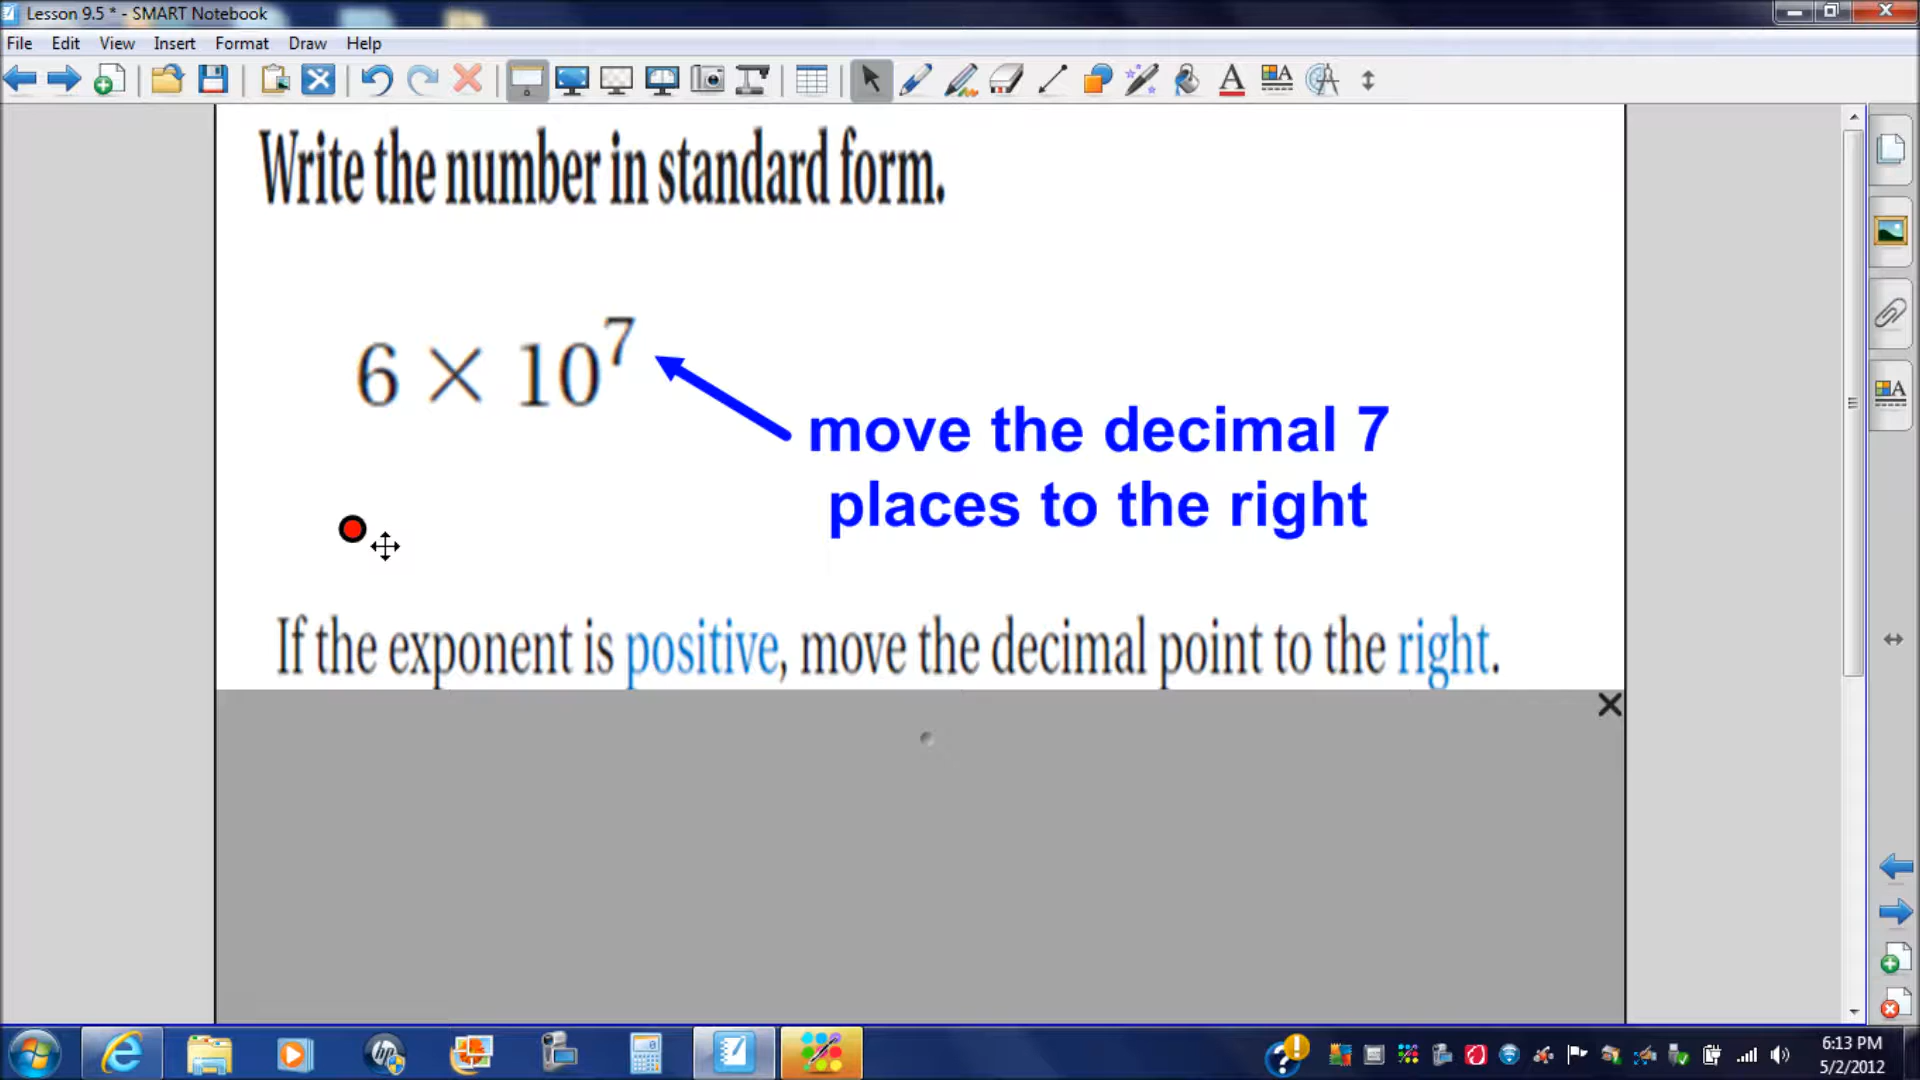 Lesson 9.5 * - SMART Notebook
File Edit View Insert Format Draw Help
Write the number in standard form.
6 × 10⁷
move the decimal 7
places to the right
If the exponent is positive, move the decimal point to the right.
6:13 PM
5/2/2012